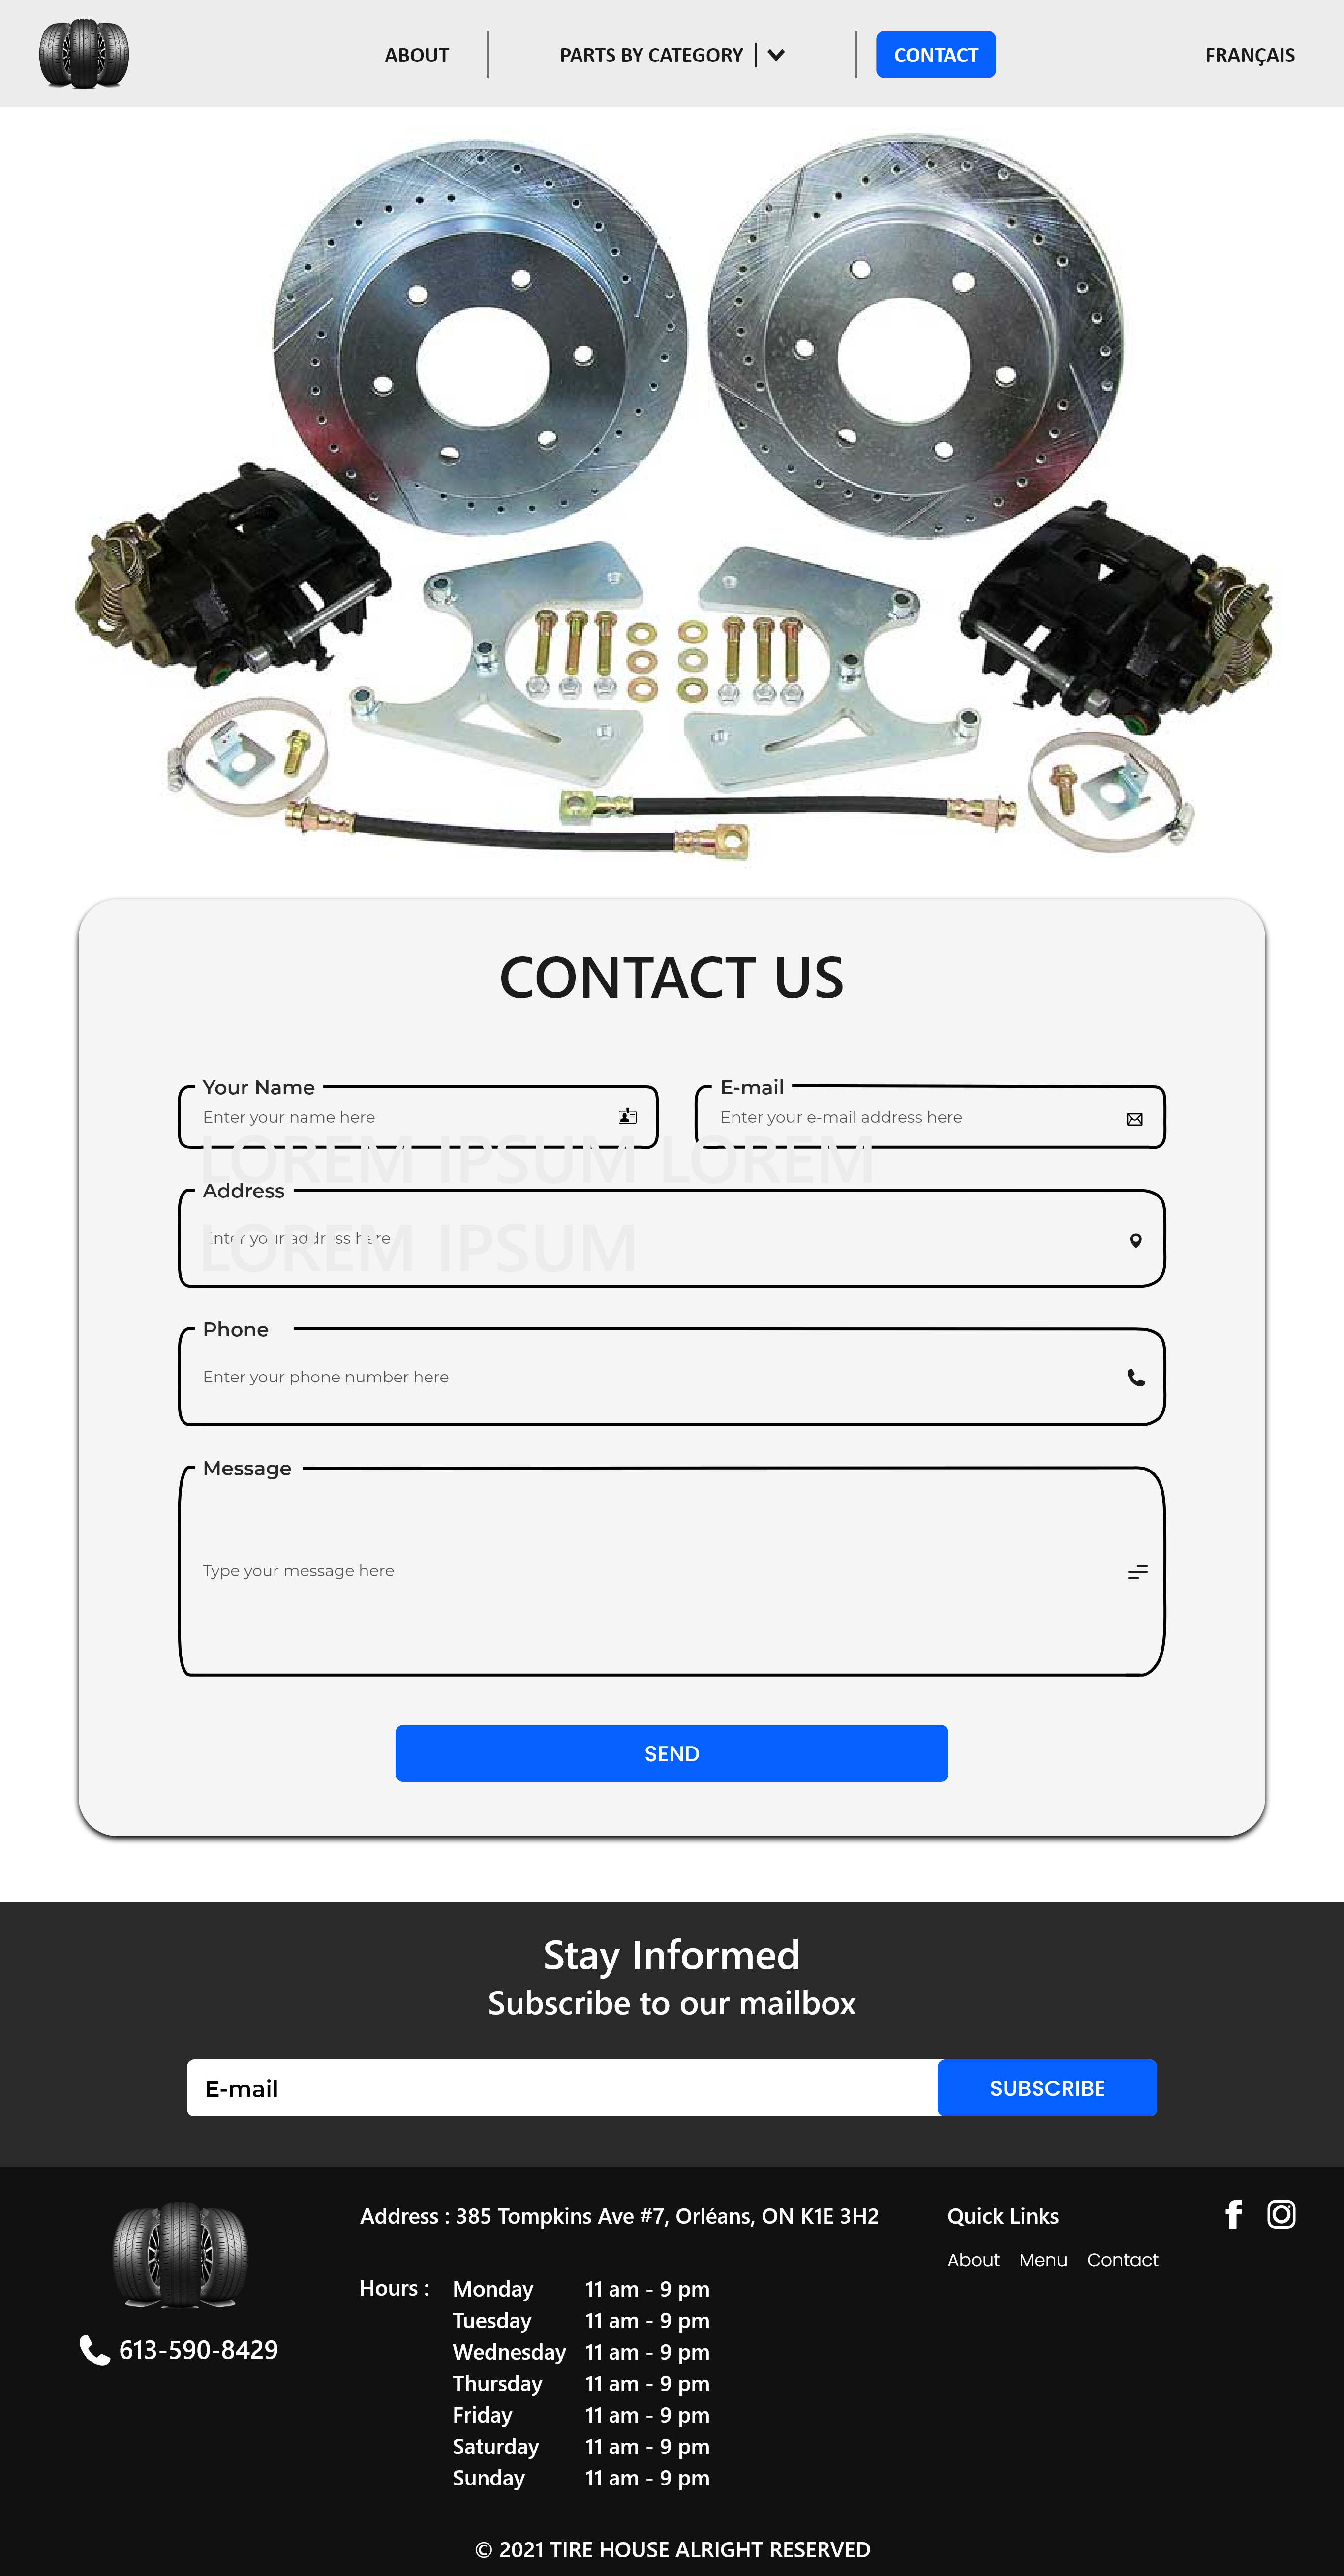 ABOUT
PARTS BY CATEGORY
CONTACT
FRANÇAIS
CONTACT US
Your Name
Enter your name here
E-mail
Enter your e-mail address here
LOREM IPSUM LOREM
Address
Enter your address here
LOREM IPSUM
Phone
Enter your phone number here
Message
Type your message here
SEND
Stay Informed
Subscribe to our mailbox
E-mail
SUBSCRIBE
Address : 385 Tompkins Ave #7, Orléans, ON K1E 3H2
Quick Links
About Menu Contact
Hours :
Monday 11 am - 9 pm
Tuesday 11 am - 9 pm
Wednesday 11 am - 9 pm
Thursday 11 am - 9 pm
Friday 11 am - 9 pm
Saturday 11 am - 9 pm
Sunday 11 am - 9 pm
613-590-8429
© 2021 TIRE HOUSE ALRIGHT RESERVED